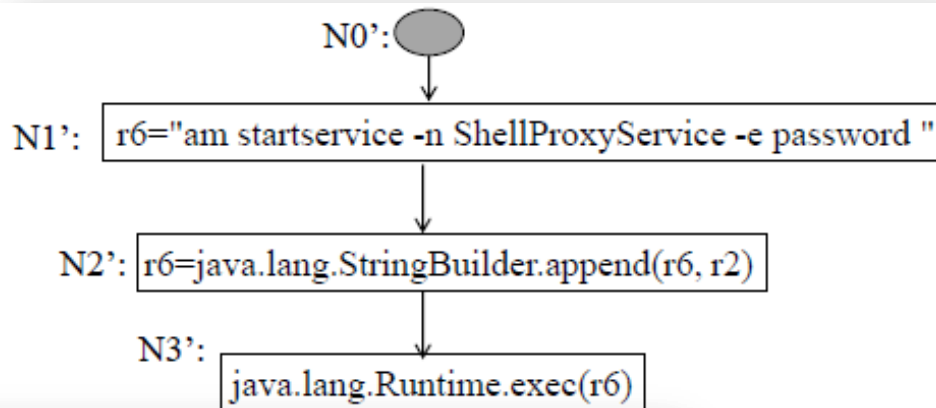 N0’:
N1’: r6="am startservice -n ShellProxyService -e password "
N2’: r6=java.lang.StringBuilder.append(r6, r2)
N3’:
java.lang.Runtime.exec(r6)